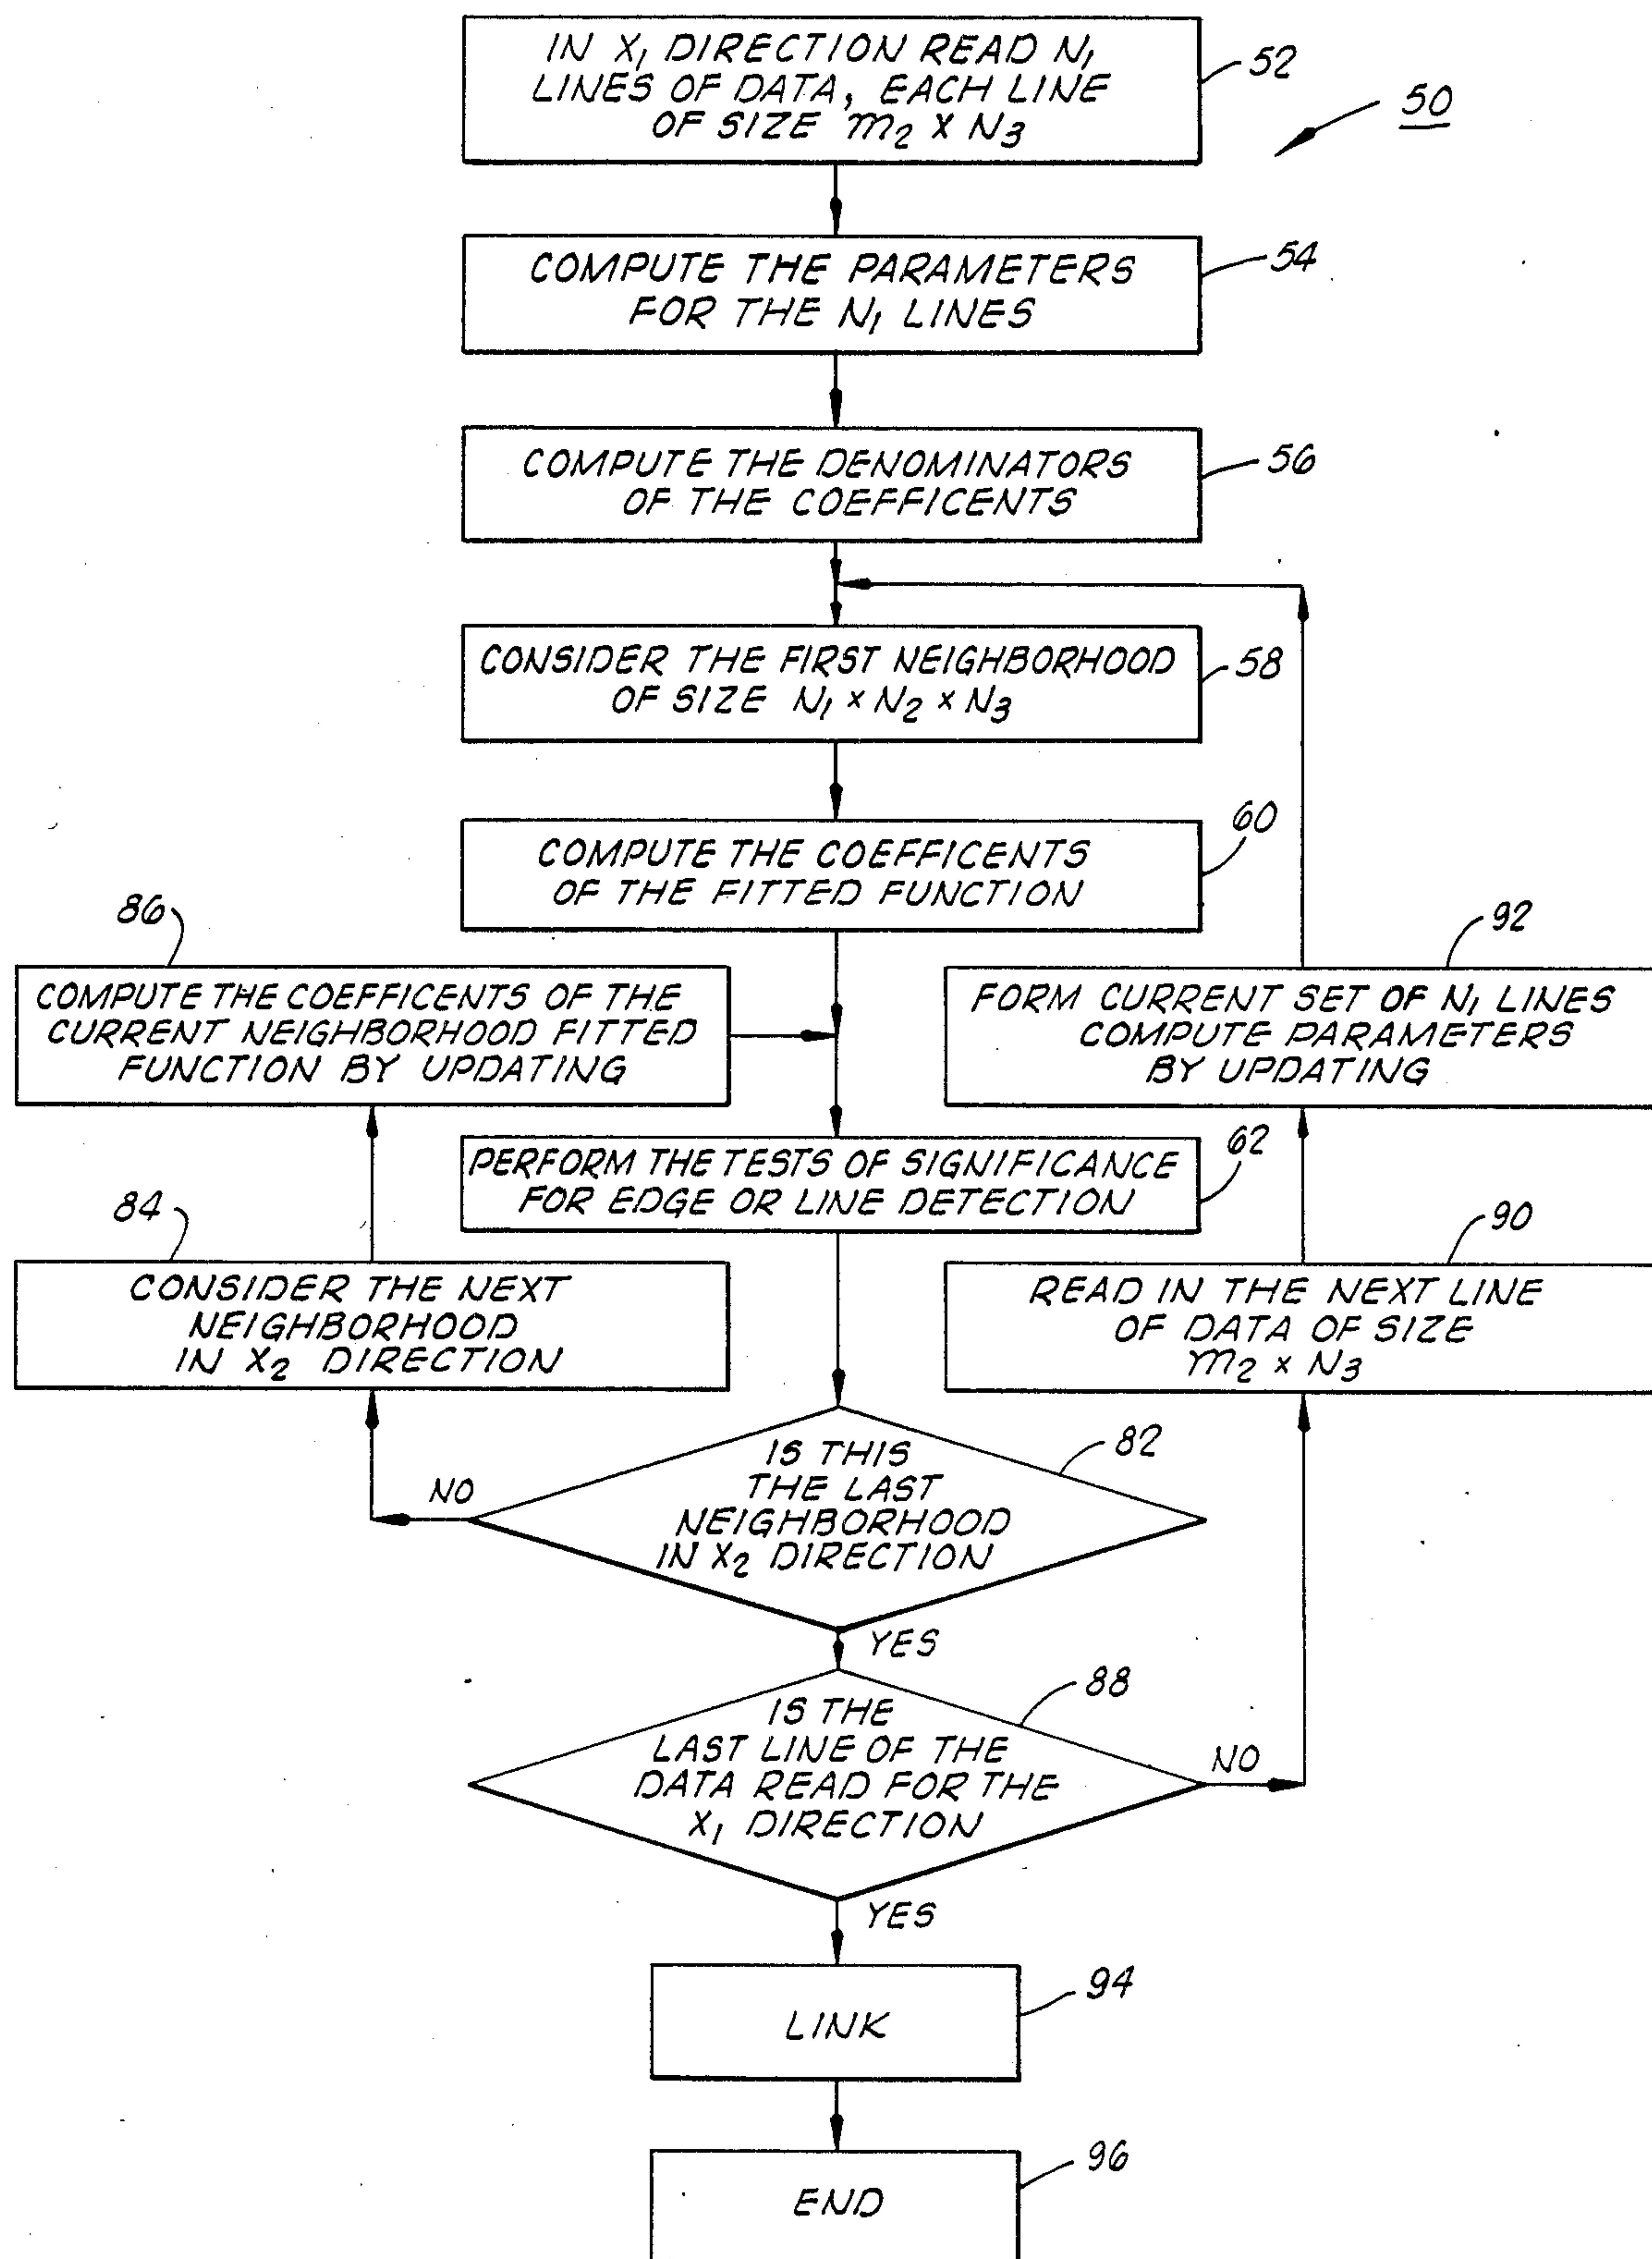 IN X₁ DIRECTION READ N₁
LINES OF DATA, EACH LINE
OF SIZE m₂ X N₃
52
50
COMPUTE THE PARAMETERS
FOR THE N₁ LINES
54
COMPUTE THE DENOMINATORS
OF THE COEFFICENTS
56
CONSIDER THE FIRST NEIGHBORHOOD
OF SIZE N₁ x N₂ x N₃
58
COMPUTE THE COEFFICENTS
OF THE FITTED FUNCTION
60
86
COMPUTE THE COEFFICENTS OF THE
CURRENT NEIGHBORHOOD FITTED
FUNCTION BY UPDATING
92
FORM CURRENT SET OF N₁ LINES
COMPUTE PARAMETERS
BY UPDATING
PERFORM THE TESTS OF SIGNIFICANCE
FOR EDGE OR LINE DETECTION
62
84
CONSIDER THE NEXT
NEIGHBORHOOD
IN X₂ DIRECTION
90
READ IN THE NEXT LINE
OF DATA OF SIZE
m₂ x N₃
IS THIS
THE LAST
NEIGHBORHOOD
IN X₂ DIRECTION
82
NO
YES
IS THE
LAST LINE OF THE
DATA READ FOR THE
X₁ DIRECTION
88
NO
YES
LINK
94
END
96